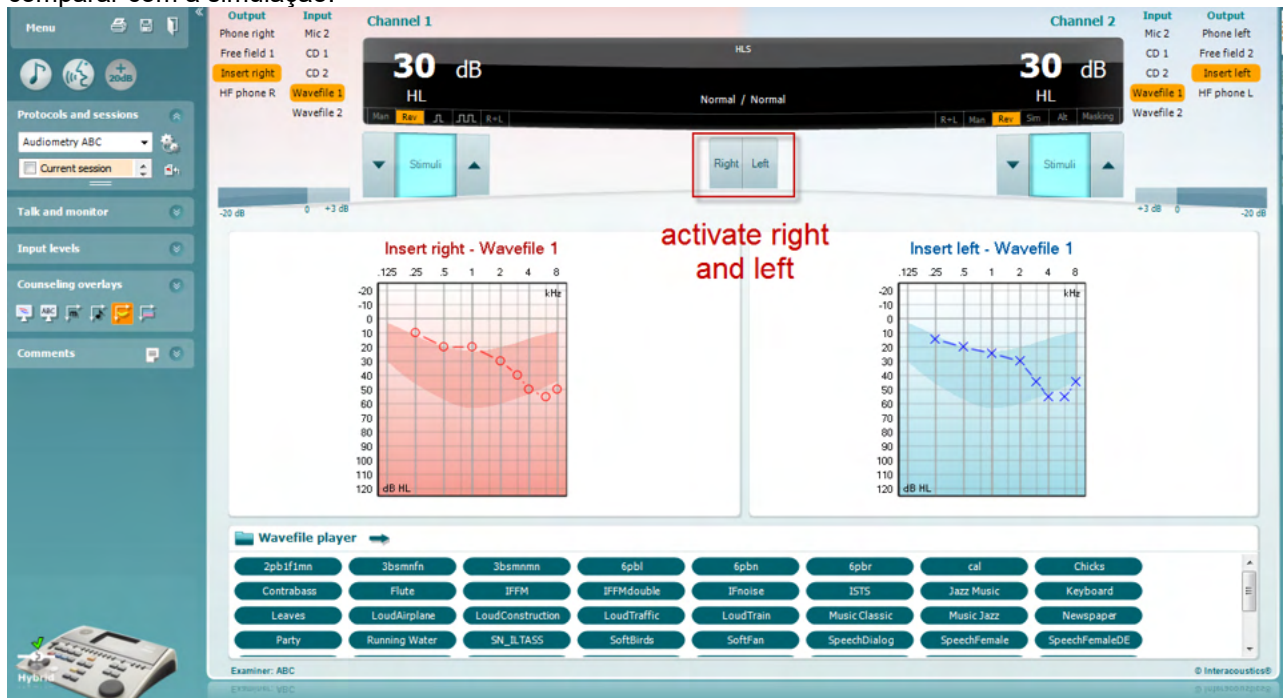 comparar com a simulação.
Menu
Output Input Channel 1 Channel 2 Input Output
Phone right Mic 2 Mic 2 Phone left
Free field 1 CD 1 HLS CD 1 Free field 2
Insert right CD 2 30 dB 30 dB CD 2 Insert left
HF phone R Wavefile 1 HL Normal / Normal HL Wavefile 1 HF phone L
Wavefile 2 Man Rev R+L R+L Man Rev Sim Alt Masking Wavefile 2
+
20dB
Protocols and sessions
Audiometry ABC
Current session
Stimuli Right Left Stimuli
Talk and monitor
-20 dB 0 +3 dB +3 dB 0 -20 dB
activate right
and left
Input levels
Counseling overlays
ABC
Comments
Insert right - Wavefile 1
.125 .25 .5 1 2 4 8
kHz
-20
-10
0
10
20
30
40
50
60
70
80
90
100
110
120
dB HL
Insert left - Wavefile 1
.125 .25 .5 1 2 4 8
kHz
-20
-10
0
10
20
30
40
50
60
70
80
90
100
110
120
dB HL
Wavefile player
2pb1f1mn 3bsmnfn 3bsmnmn 6pbl 6pbn 6pbr cal Chicks
Contrabass Flute IFFM IFFMdouble IFnoise ISTS Jazz Music Keyboard
Leaves LoudAirplane LoudConstruction LoudTraffic LoudTrain Music Classic Music Jazz Newspaper
Party Running Water SN_ILTASS SoftBirds SoftFan SpeechDialog SpeechFemale SpeechFemaleDE
Hybrid
Examiner: ABC © Interacoustics®